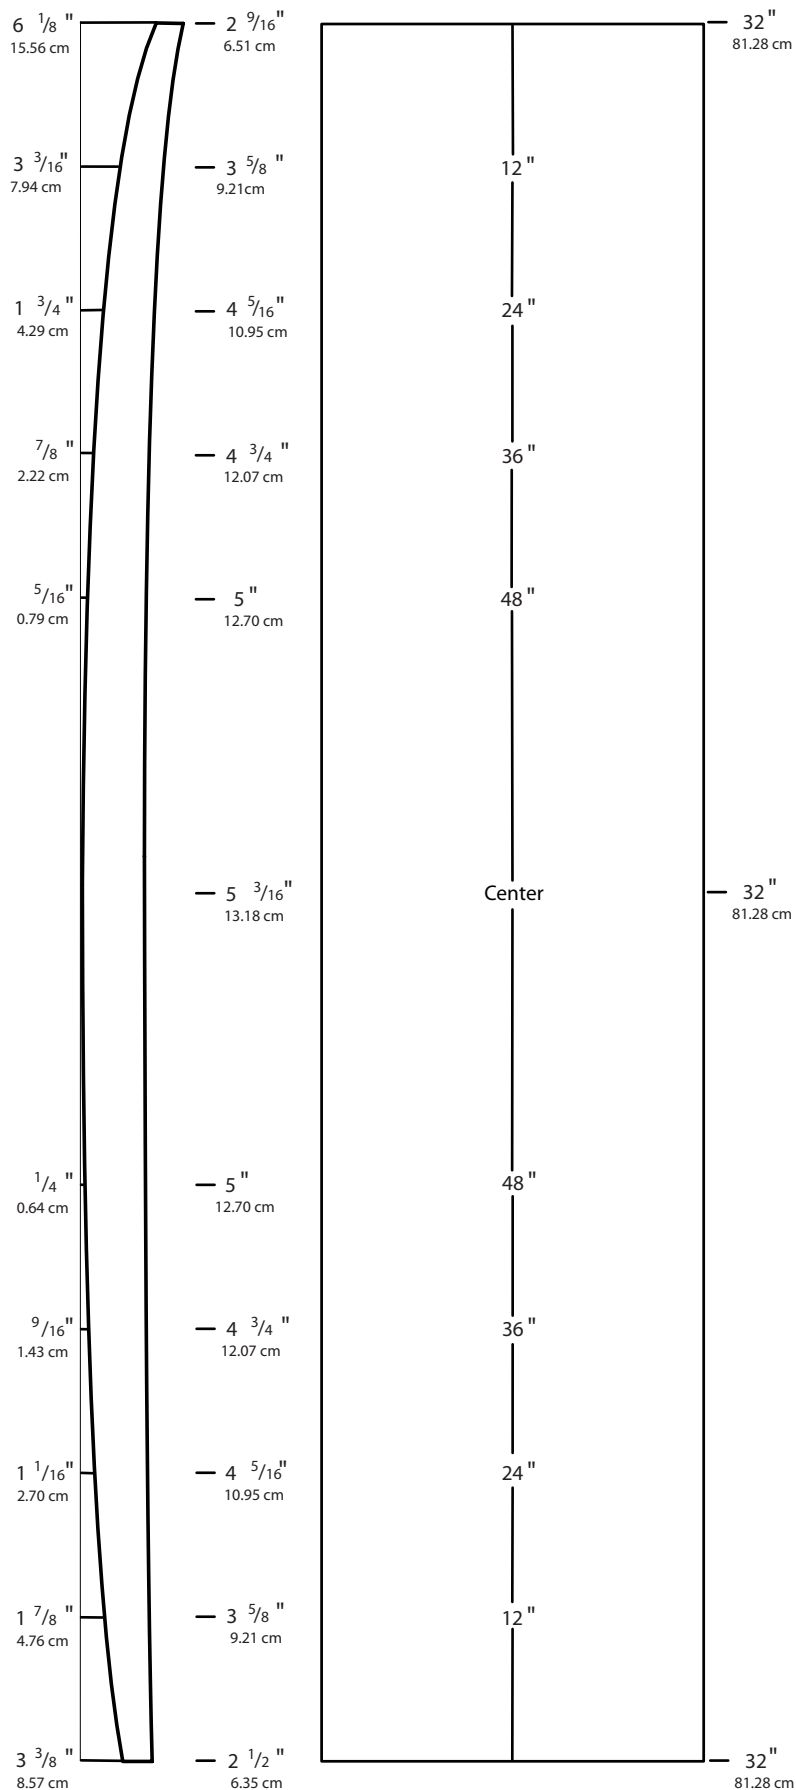 6 1/8 " 2 9/16" 32"
15.56 cm 6.51 cm 81.28 cm
3 3/16" 3 5/8 " 12"
7.94 cm 9.21cm
1 3/4 " 4 5/16" 24"
4.29 cm 10.95 cm
7/8 " 4 3/4 " 36"
2.22 cm 12.07 cm
5/16" 5" 48"
0.79 cm 12.70 cm
5 3/16" Center 32"
13.18 cm 81.28 cm
1/4 " 5" 48"
0.64 cm 12.70 cm
9/16" 4 3/4 " 36"
1.43 cm 12.07 cm
1 1/16" 4 5/16" 24"
2.70 cm 10.95 cm
1 7/8 " 3 5/8 " 12"
4.76 cm 9.21 cm
3 3/8 " 2 1/2 " 32"
8.57 cm 6.35 cm 81.28 cm